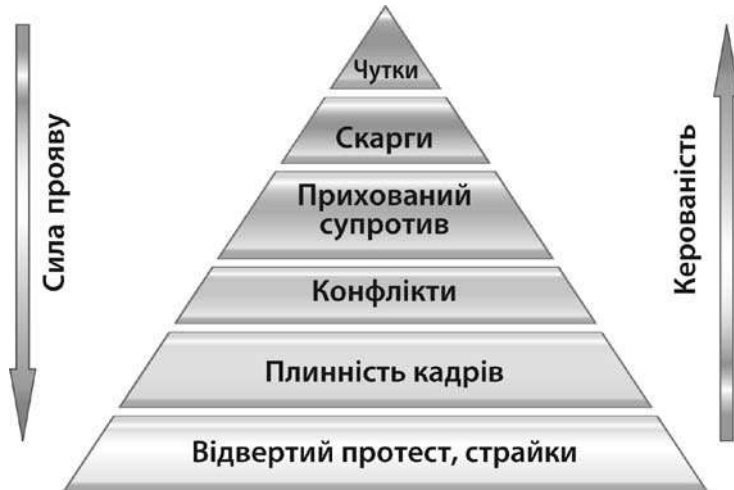 Чутки
Скарги
Прихований
супротив
Конфлікти
Плинність кадрів
Відвертий протест, страйки
Сила прояву
Керованість